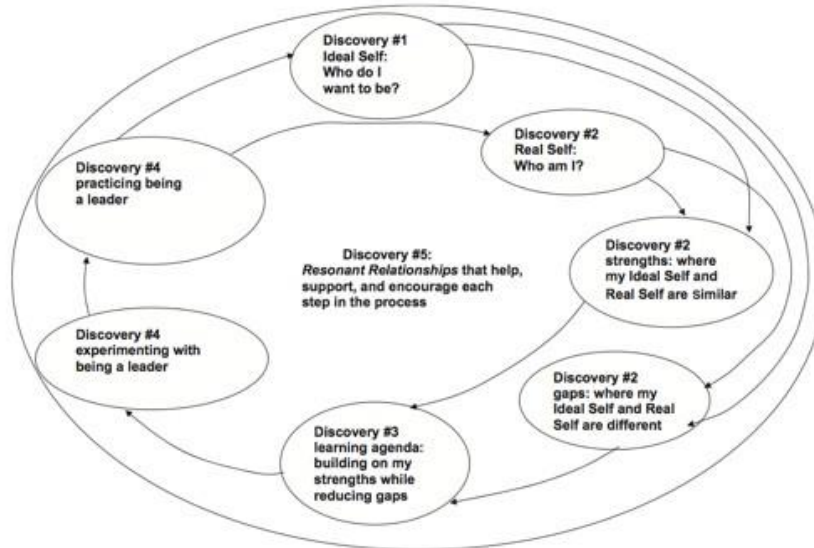 Discovery #1
Ideal Self:
Who do I
want to be?
Discovery #2
Real Self:
Who am I?
Discovery #4
practicing being
a leader
Discovery #5:
Resonant Relationships that help,
support, and encourage each
step in the process
Discovery #2
strengths: where
my Ideal Self and
Real Self are similar
Discovery #4
experimenting with
being a leader
Discovery #2
gaps: where my
Ideal Self and Real
Self are different
Discovery #3
learning agenda:
building on my
strengths while
reducing gaps